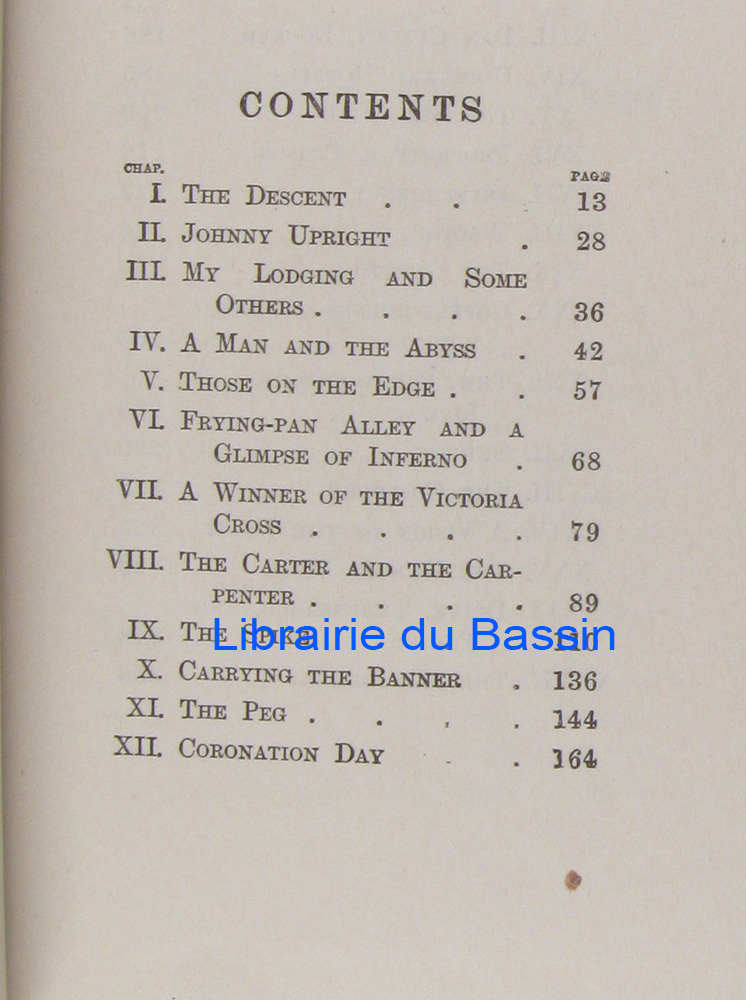 CONTENTS
CHAP. PAGE
I. THE DESCENT . . . 13
II. JOHNNY UPRIGHT . 28
III. MY LODGING AND SOME
OTHERS . . . . 36
IV. A MAN AND THE ABYSS . 42
V. THOSE ON THE EDGE . . 57
VI. FRYING-PAN ALLEY AND A
GLIMPSE OF INFERNO . 68
VII. A WINNER OF THE VICTORIA
CROSS . . . . 79
VIII. THE CARTER AND THE CAR-
PENTER . . . . 89
IX. THE SPIKE 110
Librairie du Bassin
X. CARRYING THE BANNER . 136
XI. THE PEG . . . . 144
XII. CORONATION DAY . . 164